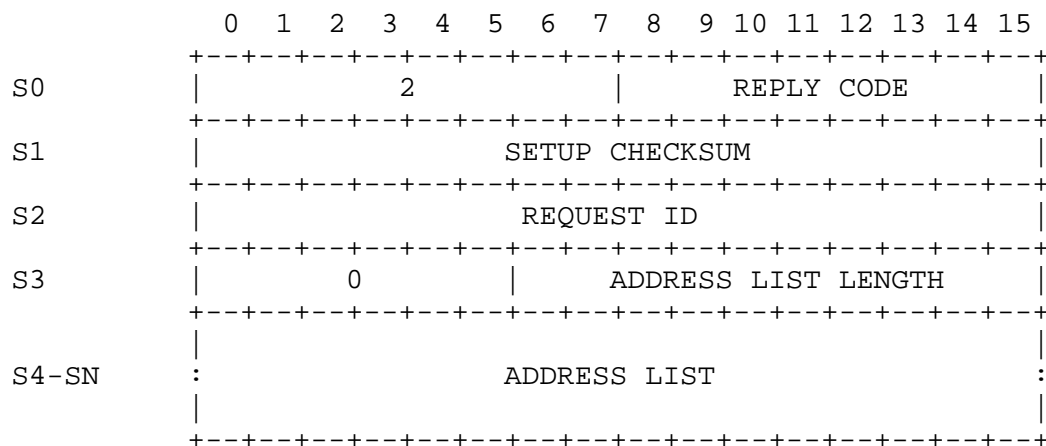 0 1 2 3 4 5 6 7 8 9 10 11 12 13 14 15
+--+--+--+--+--+--+--+--+--+--+--+--+--+--+--+--+
S0 | 2 | REPLY CODE |
+--+--+--+--+--+--+--+--+--+--+--+--+--+--+--+--+
S1 | SETUP CHECKSUM |
+--+--+--+--+--+--+--+--+--+--+--+--+--+--+--+--+
S2 | REQUEST ID |
+--+--+--+--+--+--+--+--+--+--+--+--+--+--+--+--+
S3 | 0 | ADDRESS LIST LENGTH |
+--+--+--+--+--+--+--+--+--+--+--+--+--+--+--+--+
| |
S4-SN : ADDRESS LIST :
| |
+--+--+--+--+--+--+--+--+--+--+--+--+--+--+--+--+